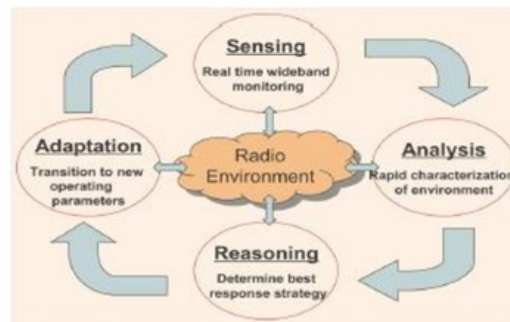 Sensing
Real time wideband
monitoring
Adaptation
Transition to new
operating
parameters
Radio
Environment
Analysis
Rapid characterization
of environment
Reasoning
Determine best
response strategy